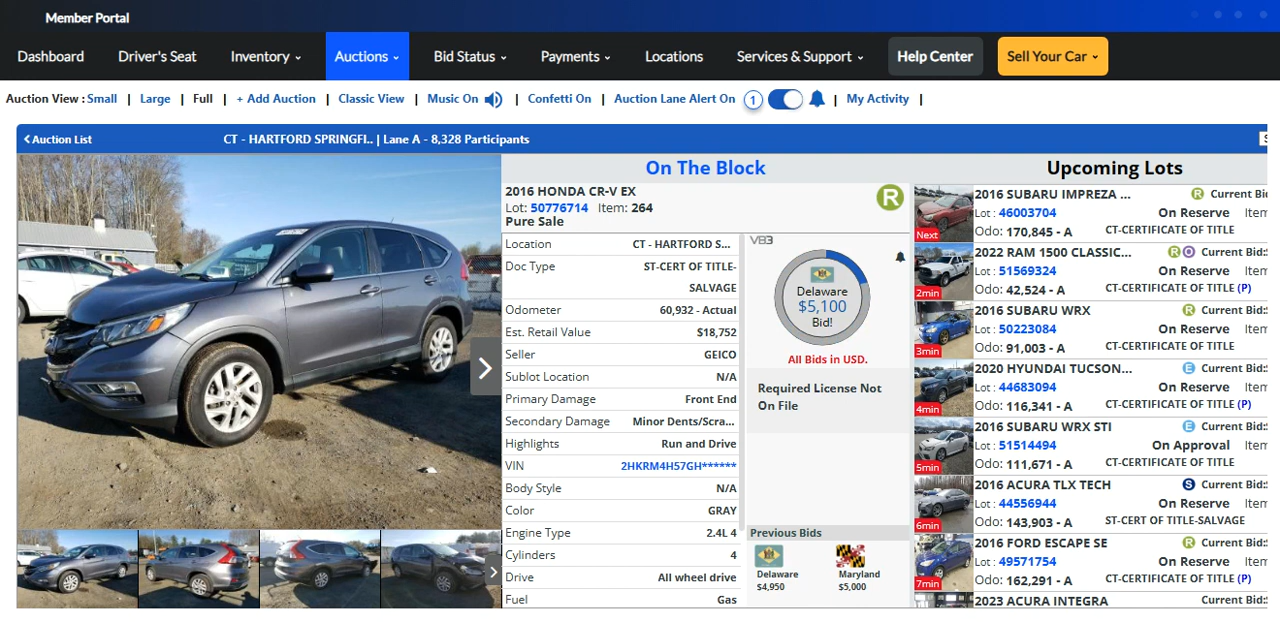 Member Portal
Dashboard Driver's Seat Inventory Auctions Bid Status Payments Locations Services & Support Help Center Sell Your Car
Auction View : Small | Large | Full | + Add Auction | Classic View | Music On | Confetti On | Auction Lane Alert On 1 | My Activity |
Auction List CT - HARTFORD SPRINGFI.. | Lane A - 8,328 Participants
On The Block
2016 HONDA CR-V EX
Lot: 50776714 Item: 264
Pure Sale
R
Location CT - HARTFORD S...
Doc Type ST-CERT OF TITLE-
SALVAGE
Odometer 60,932 - Actual
Est. Retail Value $18,752
Seller GEICO
Sublot Location N/A
Primary Damage Front End
Secondary Damage Minor Dents/Scra...
Highlights Run and Drive
VIN 2HKRM4H57GH******
Body Style N/A
Color GRAY
Engine Type 2.4L 4
Cylinders 4
Drive All wheel drive
Fuel Gas
Delaware
$5,100
Bid!
All Bids in USD.
Required License Not
On File
Previous Bids
Delaware
$4,950
Maryland
$5,000
Upcoming Lots
2016 SUBARU IMPREZA ... R Current Bid
Lot : 46003704 On Reserve Item
Next Odo: 170,845 - A CT-CERTIFICATE OF TITLE
2022 RAM 1500 CLASSIC... R O Current Bid:
Lot : 51569324 On Reserve Item
2min Odo: 42,524 - A CT-CERTIFICATE OF TITLE (P)
2016 SUBARU WRX R Current Bid:
Lot : 50223084 On Reserve Item
3min Odo: 91,003 - A CT-CERTIFICATE OF TITLE
2020 HYUNDAI TUCSON... E Current Bid:
Lot : 44683094 On Reserve Item
4min Odo: 116,341 - A CT-CERTIFICATE OF TITLE (P)
2016 SUBARU WRX STI E Current Bid:
Lot : 51514494 On Approval Item
5min Odo: 111,671 - A CT-CERTIFICATE OF TITLE
2016 ACURA TLX TECH S Current Bid:
Lot : 44556944 On Reserve Item
6min Odo: 143,903 - A ST-CERT OF TITLE-SALVAGE
2016 FORD ESCAPE SE R Current Bid:
Lot : 49571754 On Reserve Item
7min Odo: 162,291 - A CT-CERTIFICATE OF TITLE (P)
2023 ACURA INTEGRA Current Bid: